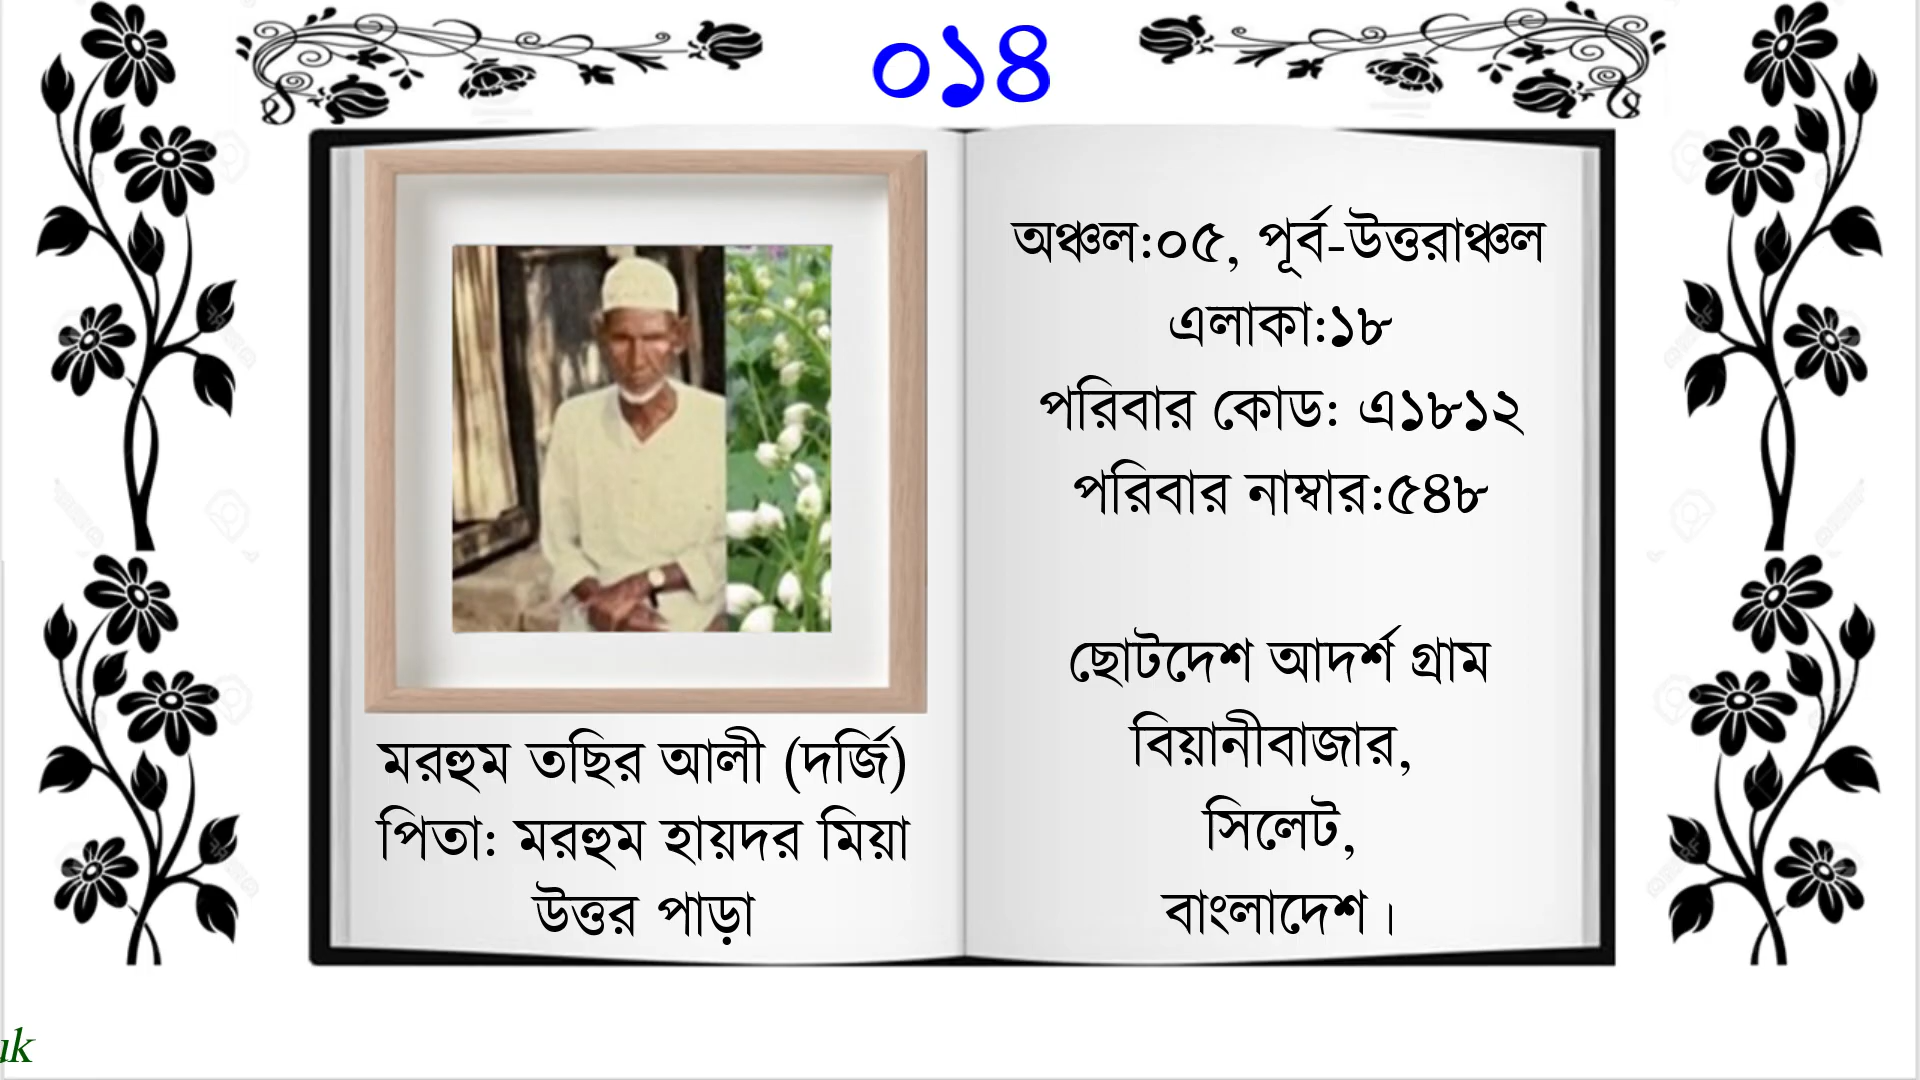 ০১৪
মরহুম তছির আলী (দর্জি)
পিতা: মরহুম হায়দর মিয়া
উত্তর পাড়া
অঞ্চল:০৫, পূর্ব-উত্তরাঞ্চল
এলাকা:১৮
পরিবার কোড: এ১৮১২
পরিবার নাম্বার:৫৪৮
ছোটদেশ আদর্শ গ্রাম
বিয়ানীবাজার,
সিলেট,
বাংলাদেশ।